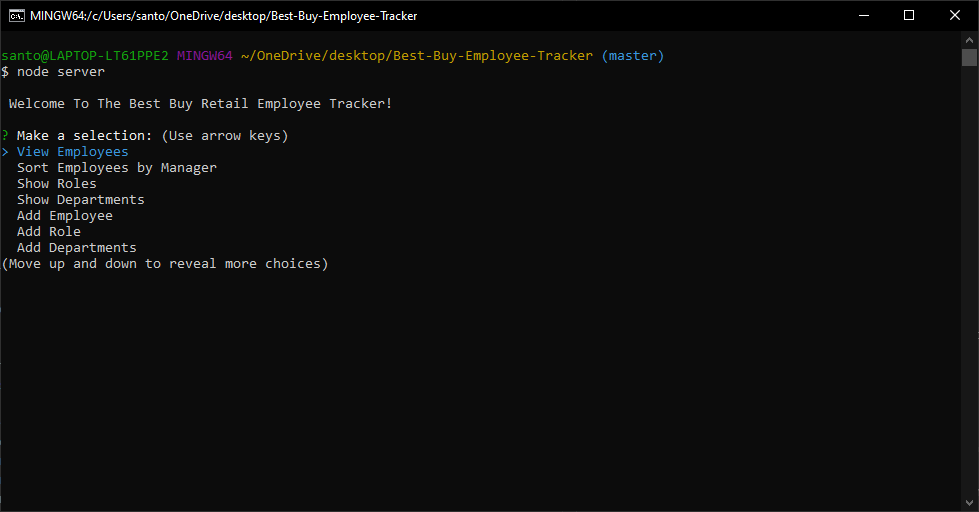 MINGW64:/c/Users/santo/OneDrive/desktop/Best-Buy-Employee-Tracker
santo@LAPTOP-LT61PPE2 MINGW64 ~/OneDrive/desktop/Best-Buy-Employee-Tracker (master)
$ node server
Welcome To The Best Buy Retail Employee Tracker!
? Make a selection: (Use arrow keys)
> View Employees
Sort Employees by Manager
Show Roles
Show Departments
Add Employee
Add Role
Add Departments
(Move up and down to reveal more choices)